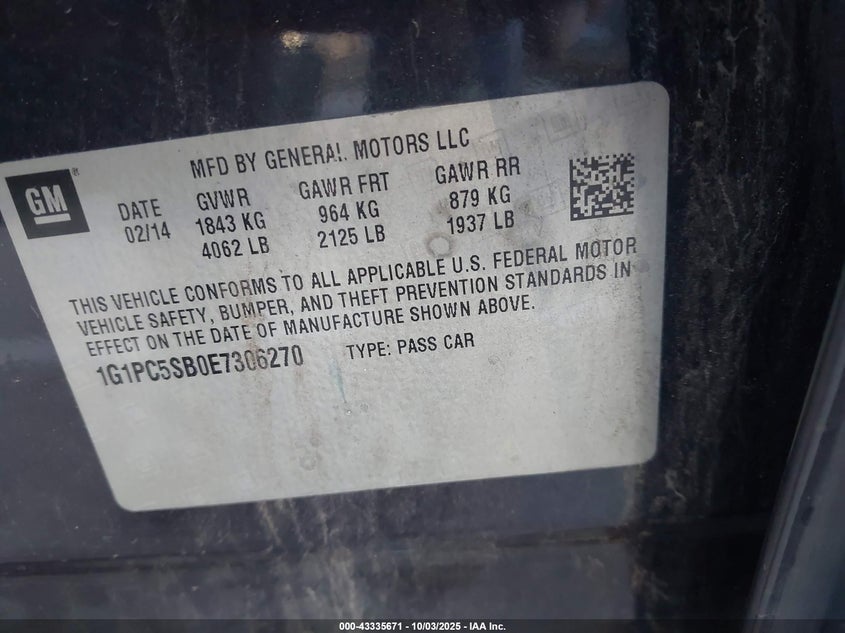 MFD BY GENERAL MOTORS LLC
GM
DATE GVWR GAWR FRT GAWR RR
02/14 1843 KG 964 KG 879 KG
4062 LB 2125 LB 1937 LB
THIS VEHICLE CONFORMS TO ALL APPLICABLE U.S. FEDERAL MOTOR
VEHICLE SAFETY, BUMPER, AND THEFT PREVENTION STANDARDS IN
EFFECT ON THE DATE OF MANUFACTURE SHOWN ABOVE.
1G1PC5SB0E7306270 TYPE: PASS CAR
000-43335671 - 10/03/2025 - IAA Inc.